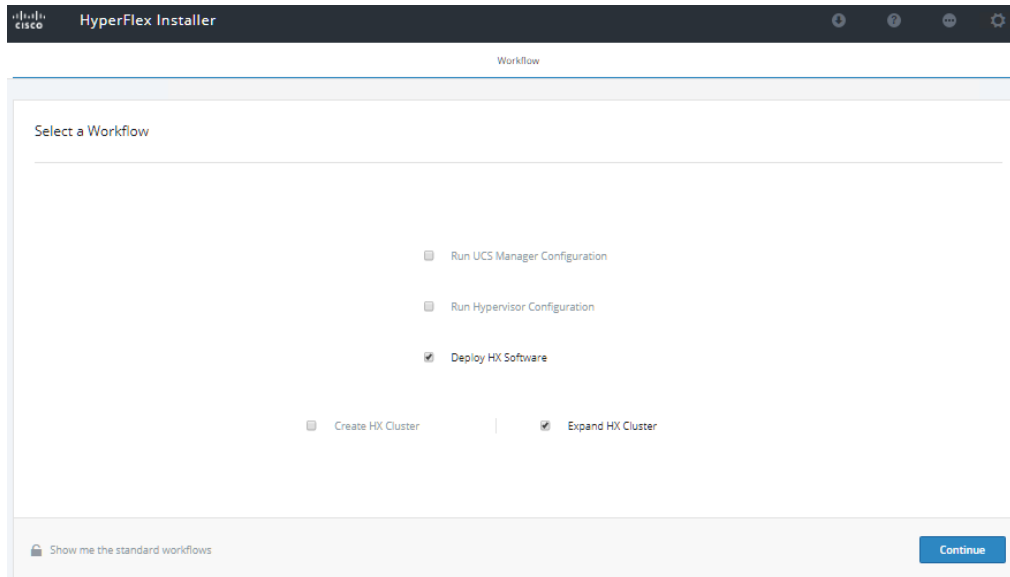 cisco HyperFlex Installer
Workflow
Select a Workflow
Run UCS Manager Configuration
Run Hypervisor Configuration
Deploy HX Software
Create HX Cluster Expand HX Cluster
Show me the standard workflows Continue